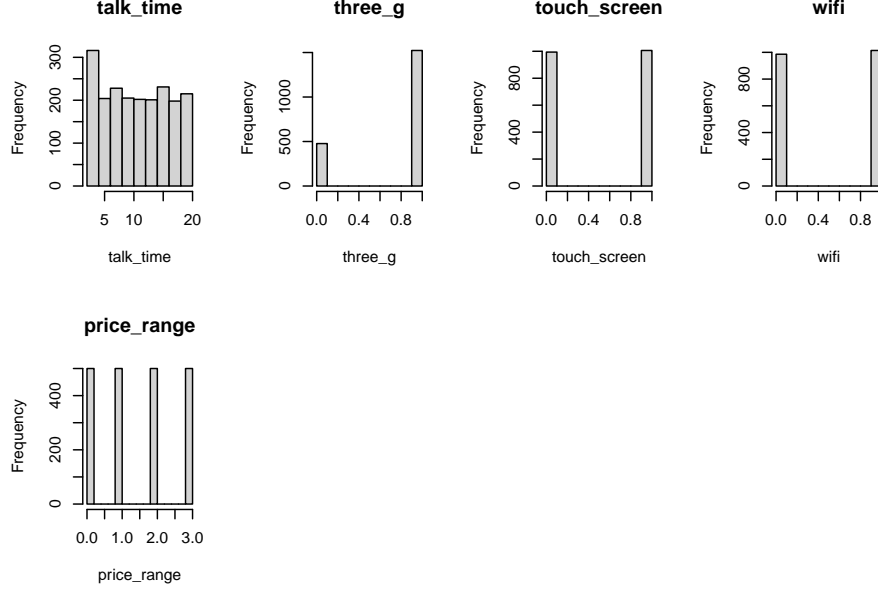 talk_time
three_g
touch_screen
wifi
Frequency
0 100 200 300
5 10 20
talk_time
Frequency
0 500 1000
0.0 0.4 0.8
three_g
Frequency
0 400 800
0.0 0.4 0.8
touch_screen
Frequency
0 400 800
0.0 0.4 0.8
wifi
price_range
Frequency
0 200 400
0.0 1.0 2.0 3.0
price_range